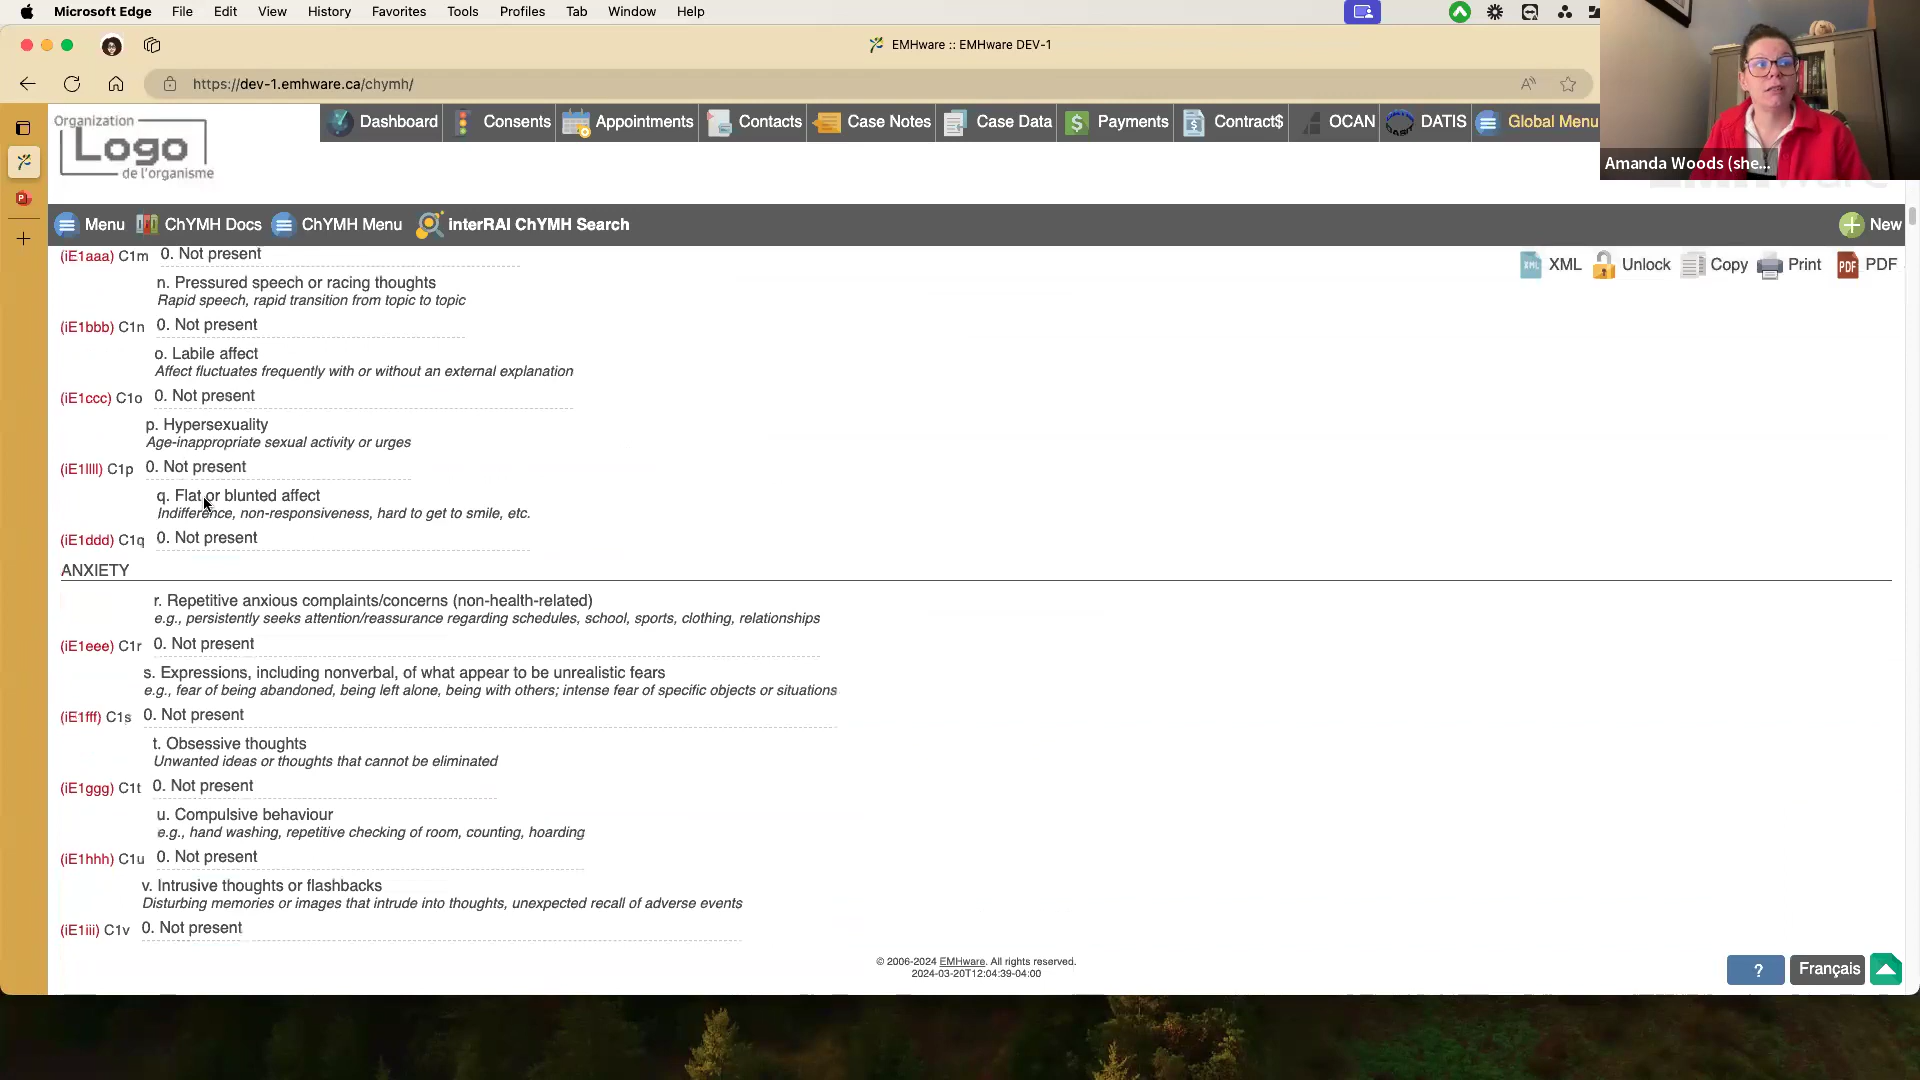 Microsoft Edge File Edit View History Favorites Tools Profiles Tab Window Help
EMHware :: EMHware DEV-1
https://dev-1.emhware.ca/chymh/
Amanda Woods (she...
Organization
Logo
de l'organisme
Dashboard Consents Appointments Contacts Case Notes Case Data Payments Contract$ OCAN DATIS Global Menu
Menu ChYMH Docs ChYMH Menu interRAI ChYMH Search New
XML Unlock Copy Print PDF
(iE1aaa) C1m 0. Not present
n. Pressured speech or racing thoughts
Rapid speech, rapid transition from topic to topic
(iE1bbb) C1n 0. Not present
o. Labile affect
Affect fluctuates frequently with or without an external explanation
(iE1ccc) C1o 0. Not present
p. Hypersexuality
Age-inappropriate sexual activity or urges
(iE1llll) C1p 0. Not present
q. Flat or blunted affect
Indifference, non-responsiveness, hard to get to smile, etc.
(iE1ddd) C1q 0. Not present
ANXIETY
r. Repetitive anxious complaints/concerns (non-health-related)
e.g., persistently seeks attention/reassurance regarding schedules, school, sports, clothing, relationships
(iE1eee) C1r 0. Not present
s. Expressions, including nonverbal, of what appear to be unrealistic fears
e.g., fear of being abandoned, being left alone, being with others; intense fear of specific objects or situations
(iE1fff) C1s 0. Not present
t. Obsessive thoughts
Unwanted ideas or thoughts that cannot be eliminated
(iE1ggg) C1t 0. Not present
u. Compulsive behaviour
e.g., hand washing, repetitive checking of room, counting, hoarding
(iE1hhh) C1u 0. Not present
v. Intrusive thoughts or flashbacks
Disturbing memories or images that intrude into thoughts, unexpected recall of adverse events
(iE1iii) C1v 0. Not present
© 2006-2024 EMHware. All rights reserved.
2024-03-20T12:04:39-04:00
? Français